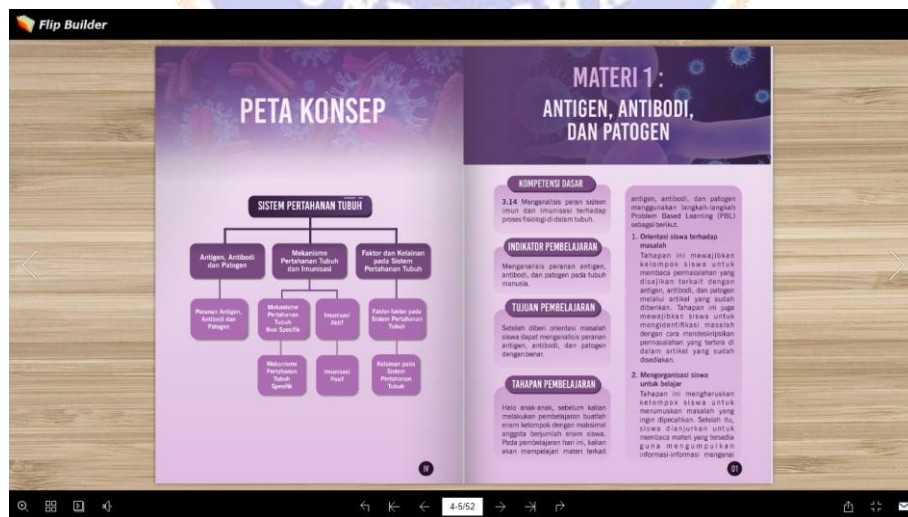 Flip Builder
PETA KONSEP
SISTEM PERTAHANAN TUBUH
Antigen, Antibodi
dan Patogen
Mekanisme
Pertahanan Tubuh
dan Imunisasi
Faktor dan Kelainan
pada Sistem
Pertahanan Tubuh
Peranan Antigen,
Antibodi dan
Patogen
Mekanisme
Pertahanan
Tubuh
Non Spesifik
Imunisasi
Aktif
Faktor-faktor pada
Sistem Pertahanan
Tubuh
Mekanisme
Pertahanan
Tubuh
Spesifik
Imunisasi
Pasif
Kelainan pada
Sistem
Pertahanan
Tubuh
IV
MATERI 1 :
ANTIGEN, ANTIBODI,
DAN PATOGEN
KOMPETENSI DASAR
3.14 Menganalisis peran sistem
imun dan imunisasi terhadap
proses fisiologi di dalam tubuh.
INDIKATOR PEMBELAJARAN
Menganalisis peranan antigen,
antibodi, dan patogen pada tubuh
manusia.
TUJUAN PEMBELAJARAN
Setelah diberi orientasi masalah
siswa dapat menganalisis peranan
antigen, antibodi, dan patogen
dengan benar.
TAHAPAN PEMBELAJARAN
Halo anak-anak, sebelum kalian
melakukan pembelajaran buatlah
enam kelompok dengan maksimal
anggota berjumlah enam siswa.
Pada pembelajaran hari ini, kalian
akan mempelajari materi terkait
antigen, antibodi, dan patogen
menggunakan langkah-langkah
Problem Based Learning (PBL)
sebagai berikut.
1. Orientasi siswa terhadap
masalah
Tahapan ini mewajibkan
kelompok siswa untuk
membaca permasalahan yang
disajikan terkait dengan
antigen, antibodi, dan patogen
melalui artikel yang sudah
diberikan. Tahapan ini juga
mewajibkan siswa untuk
mengidentifikasi masalah
dengan cara mendeskripsikan
permasalahan yang tertera di
dalam artikel yang sudah
disediakan.
2. Mengorganisasi siswa
untuk belajar
Tahapan ini mengharuskan
kelompok siswa untuk
merumuskan masalah yang
ingin dipecahkan. Setelah itu,
siswa dianjurkan untuk
membaca materi yang tersedia
guna mengumpulkan
informasi-informasi mengenai
01
4-5/52